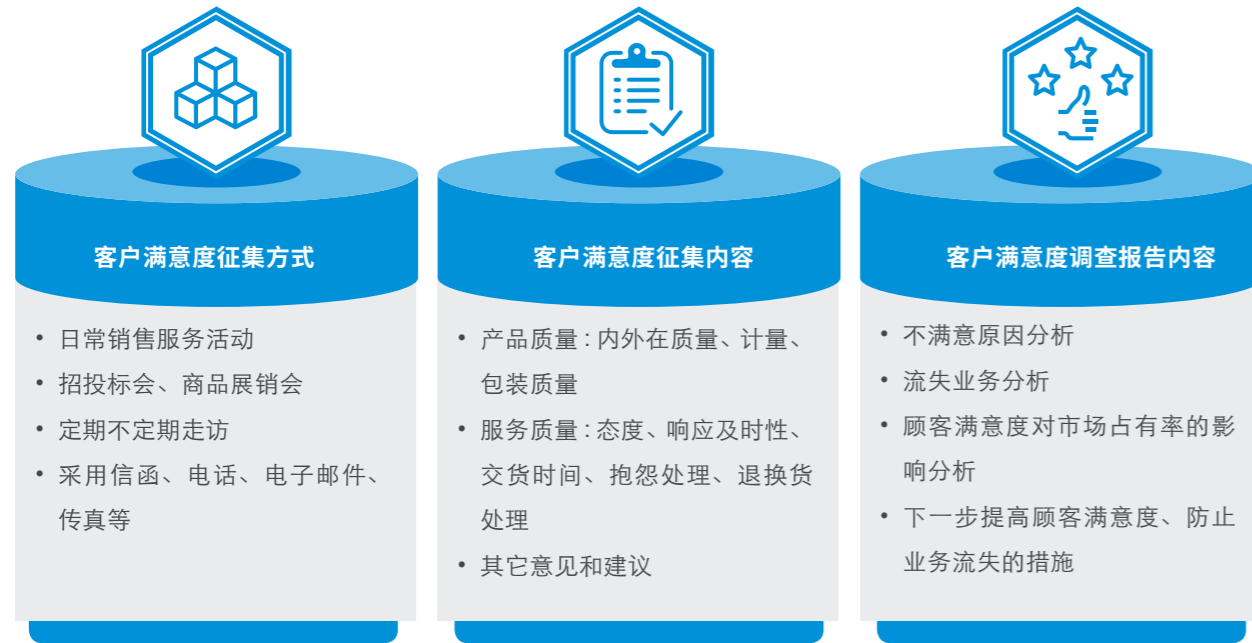 客户满意度征集方式
• 日常销售服务活动
• 招投标会、商品展销会
• 定期不定期走访
• 采用信函、电话、电子邮件、
传真等
客户满意度征集内容
• 产品质量：内外在质量、计量、
包装质量
• 服务质量：态度、响应及时性、
交货时间、抱怨处理、退换货
处理
• 其它意见和建议
客户满意度调查报告内容
• 不满意原因分析
• 流失业务分析
• 顾客满意度对市场占有率的影
响分析
• 下一步提高顾客满意度、防止
业务流失的措施